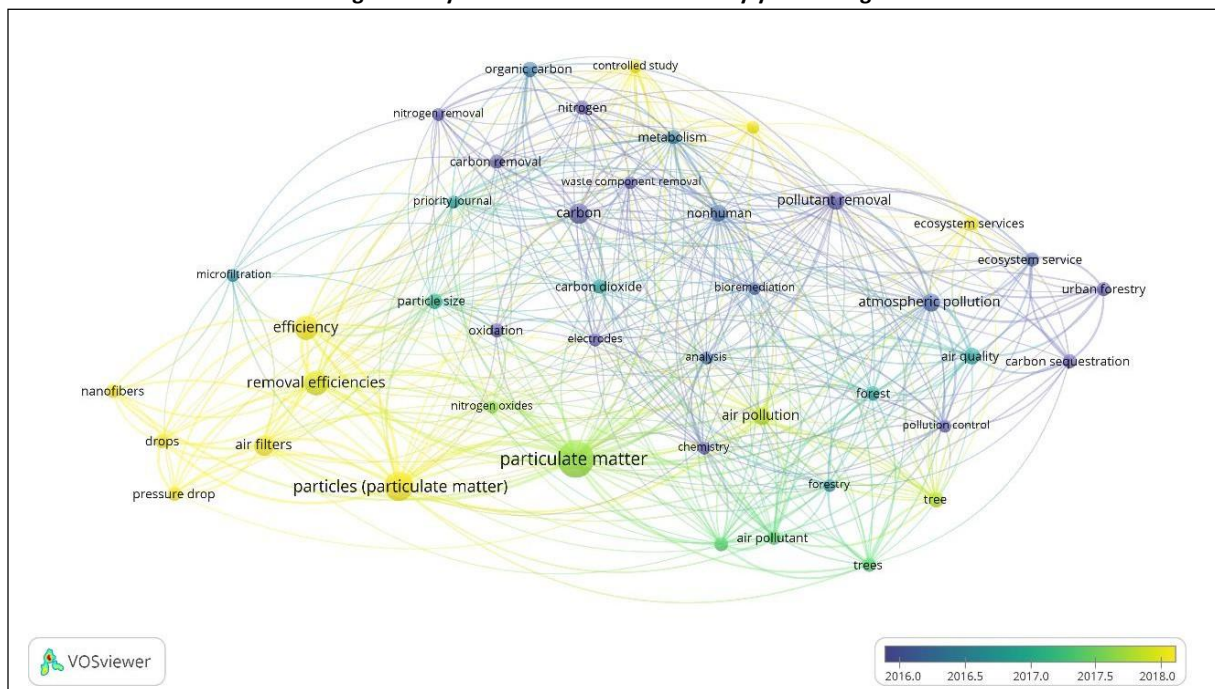 organic carbon
controlled study
nitrogen removal
nitrogen
metabolism
carbon removal
waste component removal
priority journal
carbon
nonhuman
pollutant removal
ecosystem services
ecosystem service
microfiltration
particle size
carbon dioxide
bioremediation
atmospheric pollution
urban forestry
efficiency
oxidation
electrodes
analysis
air quality
carbon sequestration
nanofibers
removal efficiencies
nitrogen oxides
air pollution
forest
pollution control
drops
air filters
particulate matter
chemistry
pressure drop
particles (particulate matter)
forestry
tree
air pollutant
trees
VOSviewer
2016.0 2016.5 2017.0 2017.5 2018.0